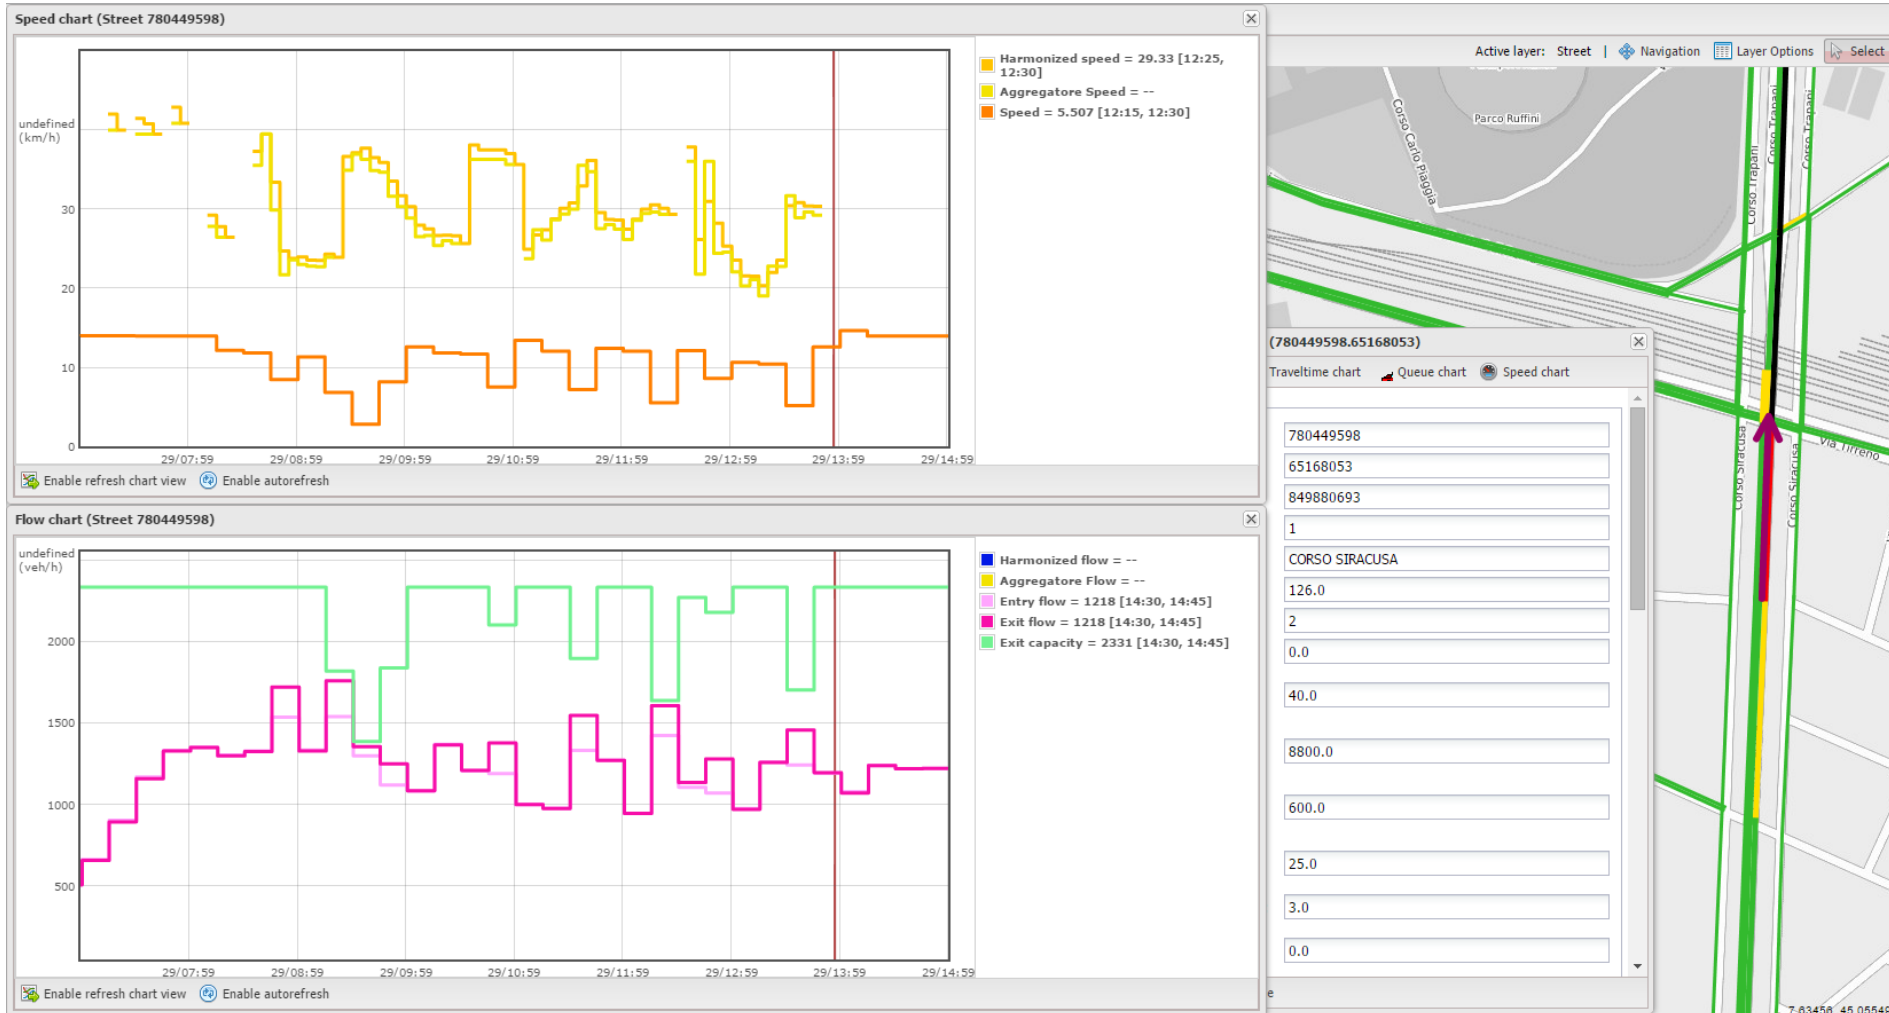 Speed chart (Street 780449598)
undefined
(km/h)
30
20
10
0
29/07:59
29/08:59
29/09:59
29/10:59
29/11:59
29/12:59
29/13:59
29/14:59
Harmonized speed = 29.33 [12:25,
12:30]
Aggregatore Speed = --
Speed = 5.507 [12:15, 12:30]
Enable refresh chart view
Enable autorefresh
Flow chart (Street 780449598)
undefined
(veh/h)
2000
1500
1000
500
29/07:59
29/08:59
29/09:59
29/10:59
29/11:59
29/12:59
29/13:59
29/14:59
Harmonized flow = --
Aggregatore Flow = --
Entry flow = 1218 [14:30, 14:45]
Exit flow = 1218 [14:30, 14:45]
Exit capacity = 2331 [14:30, 14:45]
Enable refresh chart view
Enable autorefresh
Active layer: Street | Navigation Layer Options Select
Parco Ruffini
Corso Carlo Piaggia
Corso Trapani
Corso Trapani
Corso Trapani
(780449598.65168053)
Traveltime chart Queue chart Speed chart
780449598
65168053
849880693
1
CORSO SIRACUSA
126.0
2
0.0
40.0
8800.0
600.0
25.0
3.0
0.0
e
Corso Siracusa
Corso Siracusa
Via Tirreno
7.63456, 45.05549